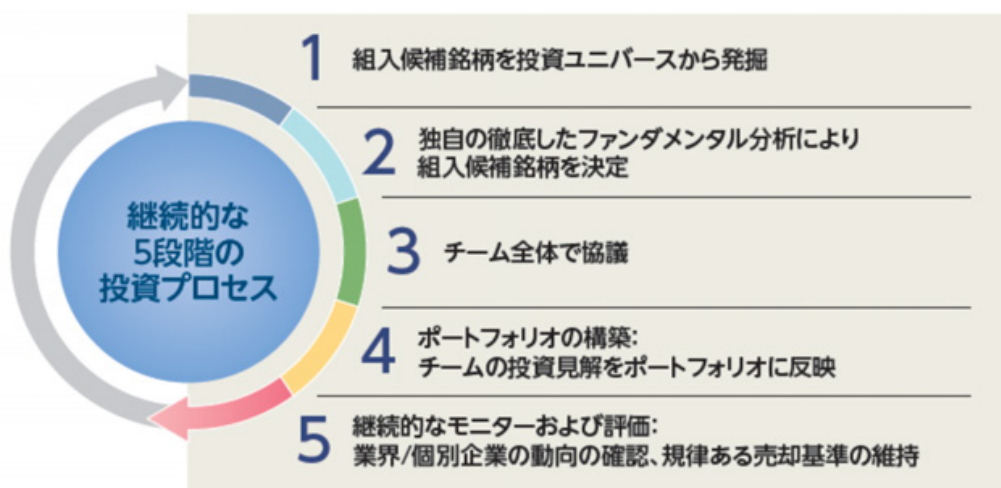 継続的な
5段階の
投資プロセス
1 組入候補銘柄を投資ユニバースから発掘
2 独自の徹底したファンダメンタル分析により
組入候補銘柄を決定
3 チーム全体で協議
4 ポートフォリオの構築:
チームの投資見解をポートフォリオに反映
5 継続的なモニターおよび評価:
業界/個別企業の動向の確認、規律ある売却基準の維持